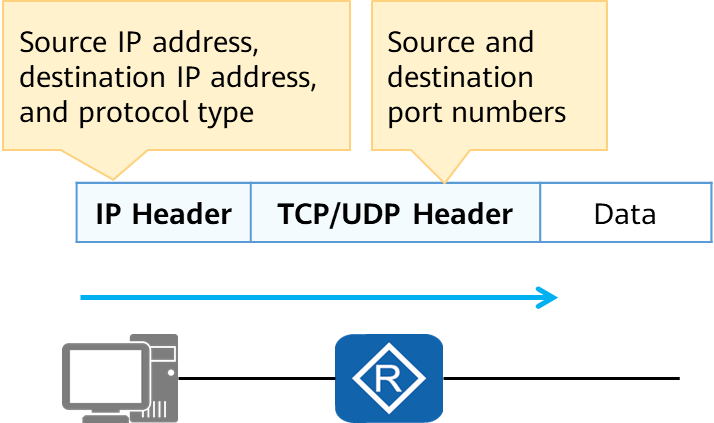 Source IP address,
destination IP address,
and protocol type
Source and
destination
port numbers
IP Header
TCP/UDP Header
Data
R